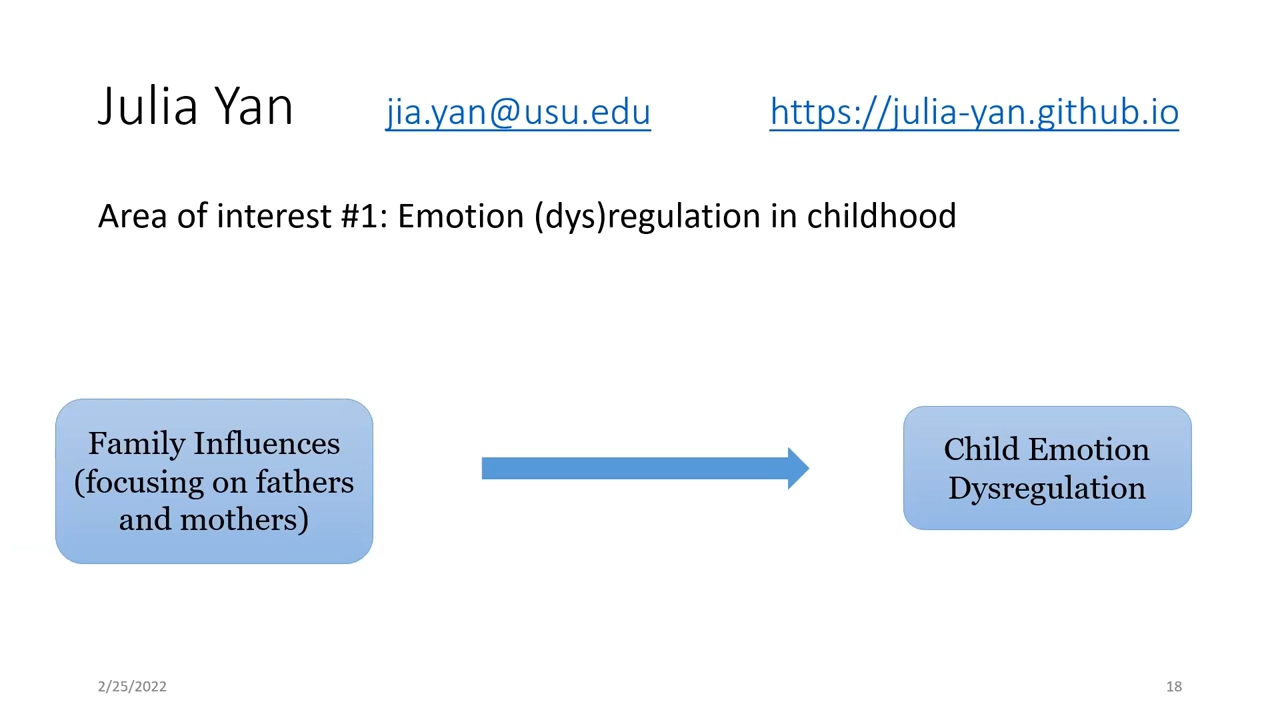 Julia Yan jia.yan@usu.edu https://julia-yan.github.io
Area of interest #1: Emotion (dys)regulation in childhood
Family Influences
(focusing on fathers
and mothers)
Child Emotion
Dysregulation
2/25/2022 18